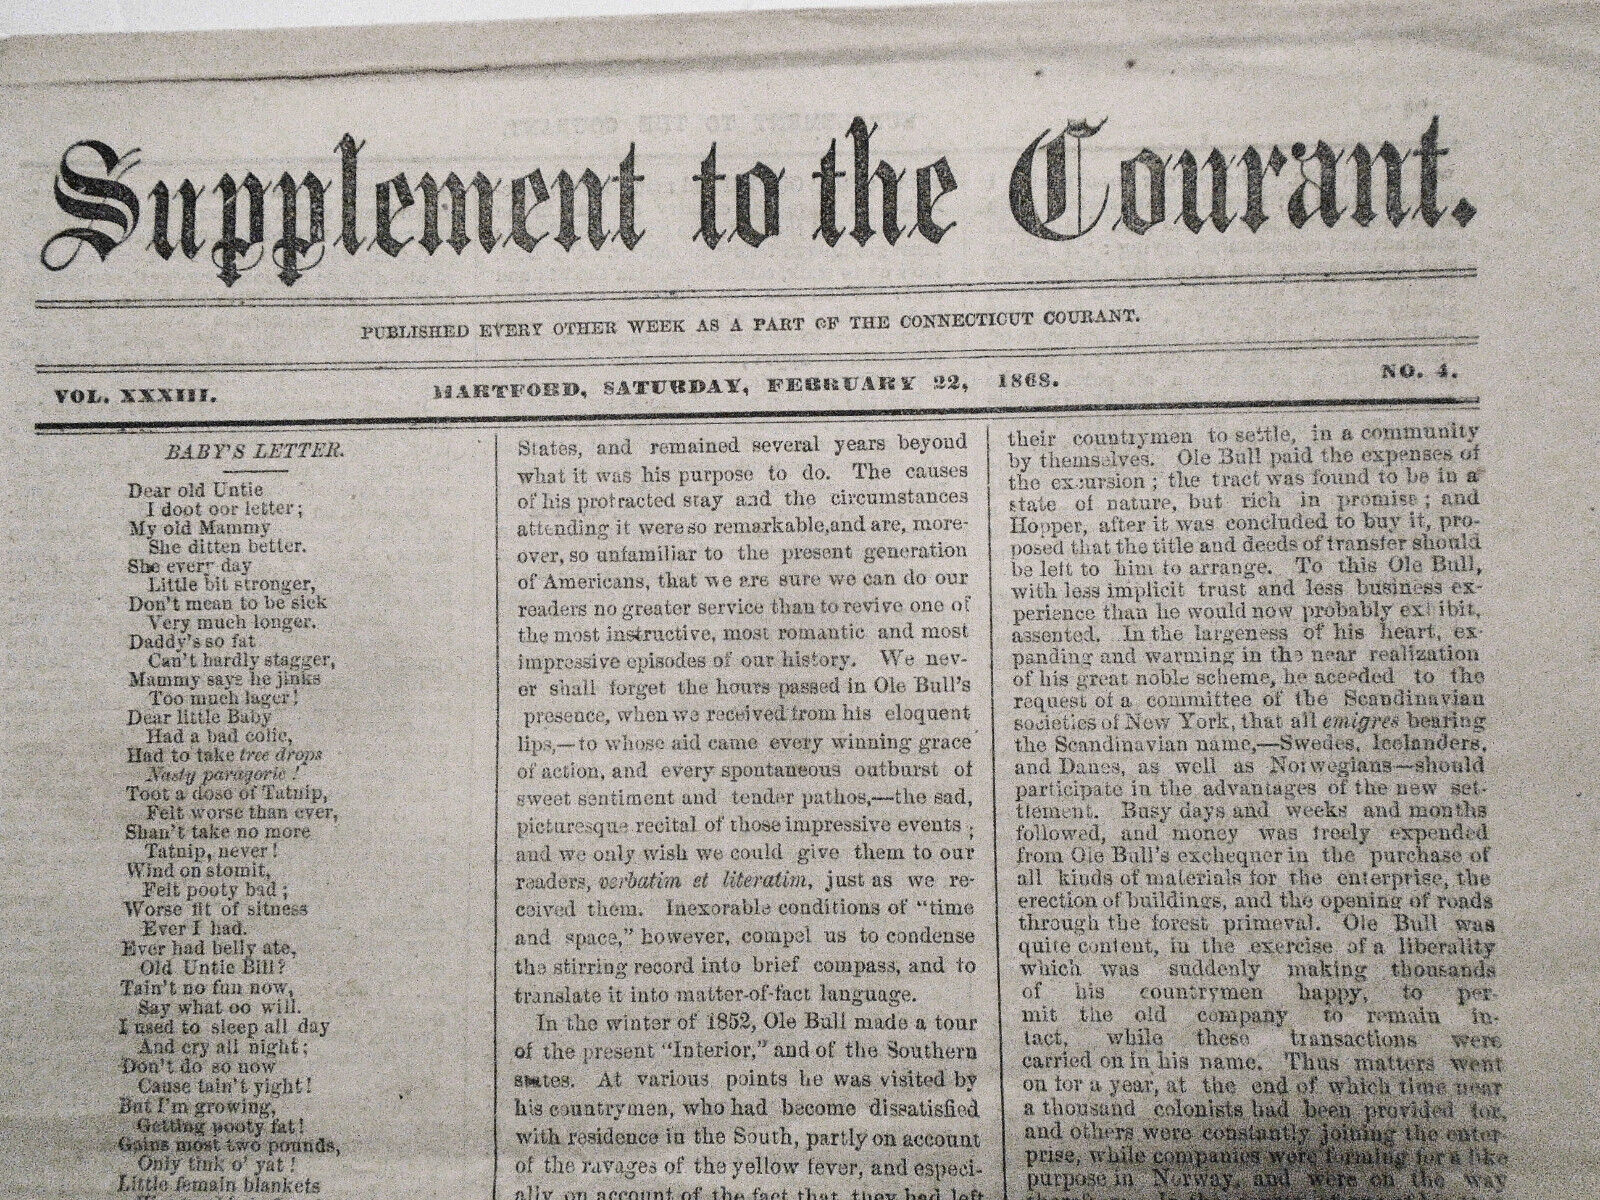 Supplement to the Courant.
PUBLISHED EVERY OTHER WEEK AS A PART OF THE CONNECTICUT COURANT.
VOL. XXXIII.
HARTFORD, SATURDAY, FEBRUARY 22, 1868.
NO. 4.
BABY'S LETTER.
Dear old Untie
I doot oor letter;
My old Mammy
She ditten better.
She every day
Little bit stronger,
Don't mean to be sick
Very much longer.
Daddy's so fat
Can't hardly stagger,
Mammy says he jinks
Too much lager!
Dear little Baby
Had a bad colic,
Had to take tree drops
Nasty paragoric!
Toot a dose of Tatnip,
Felt worse than ever,
Shan't take no more
Tatnip, never!
Wind on stomit,
Felt pooty bad;
Worse fit of sitness
Ever I had.
Ever had belly ate,
Old Untie Bill?
Tain't no fun now,
Say what oo will.
I used to sleep all day
And cry all night;
Don't do so now
Cause tain't yight!
But I'm growing,
Getting pooty fat!
Gains most two pounds,
Only tink o' yat!
Little femain blankets
States, and remained several years beyond
what it was his purpose to do. The causes
of his protracted stay and the circumstances
attending it were so remarkable, and are, more-
over, so unfamiliar to the present generation
of Americans, that we are sure we can do our
readers no greater service than to revive one of
the most instructive, most romantic and most
impressive episodes of our history. We nev-
er shall forget the hours passed in Ole Bull's
presence, when we received from his eloquent
lips,—to whose aid came every winning grace
of action, and every spontaneous outburst of
sweet sentiment and tender pathos,—the sad,
picturesque recital of those impressive events;
and we only wish we could give them to our
readers, verbatim et literatim, just as we re-
ceived them. Inexorable conditions of "time
and space," however, compel us to condense
the stirring record into brief compass, and to
translate it into matter-of-fact language.
In the winter of 1852, Ole Bull made a tour
of the present "Interior," and of the Southern
states. At various points he was visited by
his countrymen, who had become dissatisfied
with residence in the South, partly on account
of the ravages of the yellow fever, and especi-
ally on account of the fact that they had left
their countrymen to settle, in a community
by themselves. Ole Bull paid the expenses of
the excursion; the tract was found to be in a
state of nature, but rich in promise; and
Hopper, after it was concluded to buy it, pro-
posed that the title and deeds of transfer should
be left to him to arrange. To this Ole Bull,
with less implicit trust and less business ex-
perience than he would now probably exhibit,
assented. In the largeness of his heart, ex-
panding and warming in the near realization
of his great noble scheme, he acceded to the
request of a committee of the Scandinavian
societies of New York, that all emigres bearing
the Scandinavian name,—Swedes, Icelanders,
and Danes, as well as Norwegians—should
participate in the advantages of the new set-
tlement. Busy days and weeks and months
followed, and money was freely expended
from Ole Bull's exchequer in the purchase of
all kinds of materials for the enterprise, the
erection of buildings, and the opening of roads
through the forest primeval. Ole Bull was
quite content, in the exercise of a liberality
which was suddenly making thousands
of his countrymen happy, to per-
mit the old company to remain in-
tact, while these transactions were
carried on in his name. Thus matters went
on for a year, at the end of which time near
a thousand colonists had been provided for,
and others were constantly joining the enter-
prise, while companies were forming for a like
purpose in Norway, and were on the way